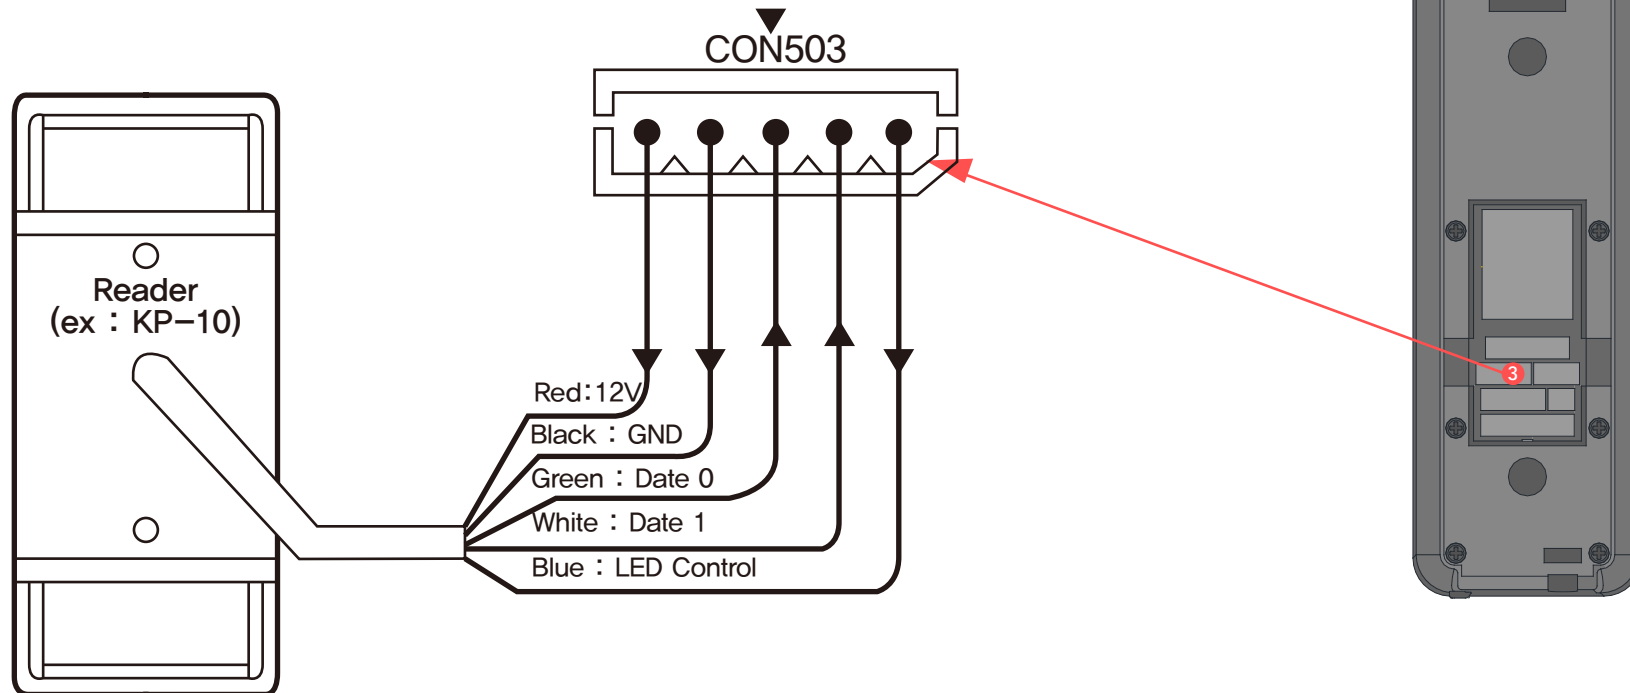 CON503
Reader
(ex : KP-10)
Red:12V
Black : GND
Green : Date 0
White : Date 1
Blue : LED Control
3